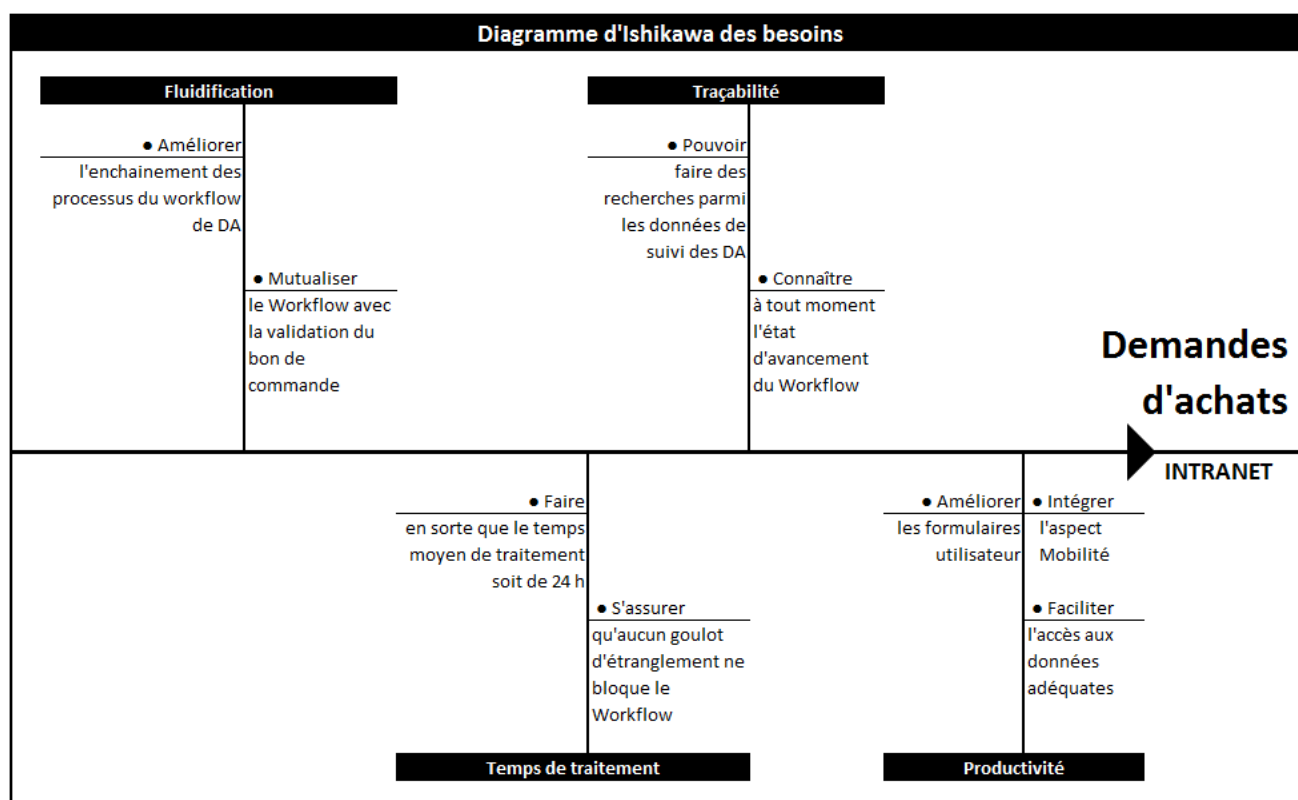 Diagramme d'Ishikawa des besoins
Fluidification
● Améliorer
l'enchainement des
processus du workflow
de DA
● Mutualiser
le Workflow avec
la validation du
bon de
commande
Traçabilité
● Pouvoir
faire des
recherches parmi
les données de
suivi des DA
● Connaître
à tout moment
l'état
d'avancement
du Workflow
Demandes
d'achats
INTRANET
● Faire
en sorte que le temps
moyen de traitement
soit de 24 h
● S'assurer
qu'aucun goulot
d'étranglement ne
bloque le
Workflow
Temps de traitement
● Améliorer
les formulaires
utilisateur
● Intégrer
l'aspect
Mobilité
● Faciliter
l'accès aux
données
adéquates
Productivité